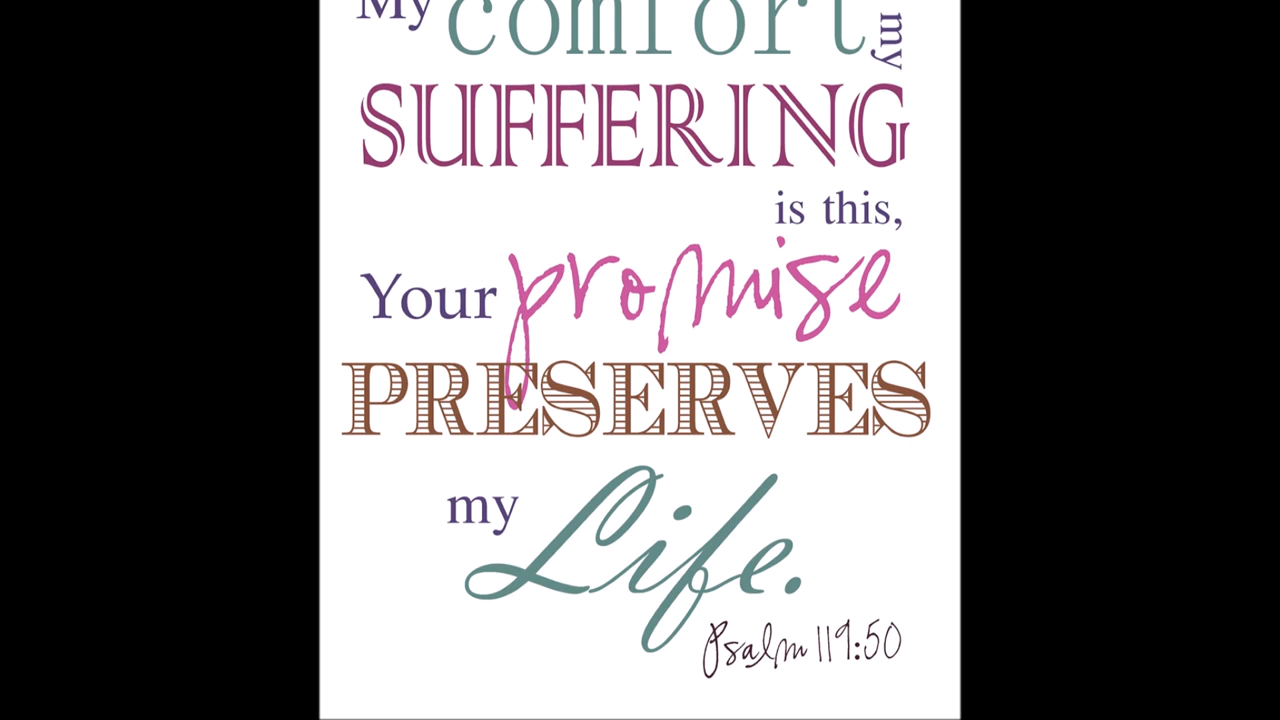 My comfort my
SUFFERING
is this,
Your promise
PRESERVES
my Life.
Psalm 119:50